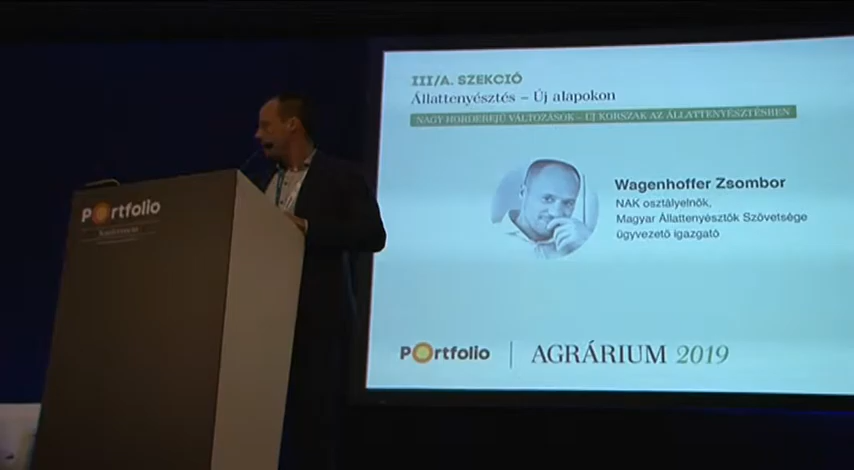 III/A. SZEKCIÓ
Állattenyésztés – Új alapokon
NAGY HORDEREJŰ VÁLTOZÁSOK – ÚJ KORSZAK AZ ÁLLATTENYÉSZTÉSBEN
Wagenhoffer Zsombor
NAK osztályelnök,
Magyar Állattenyésztők Szövetsége
ügyvezető igazgató
Portfolio
Portfolio | AGRÁRIUM 2019